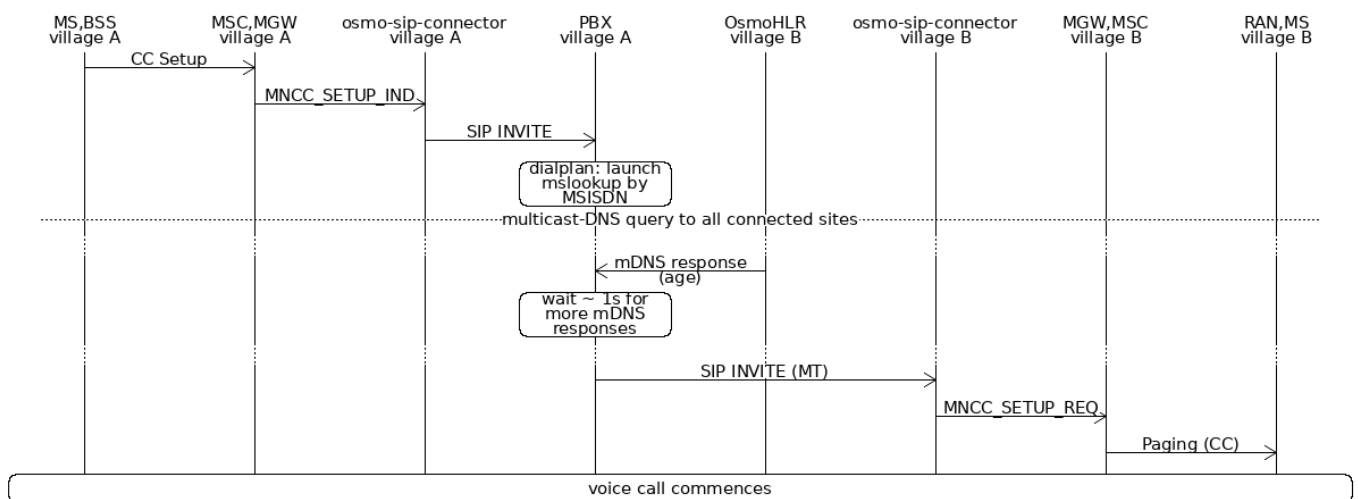 MS,BSS
village A
MSC,MGW
village A
osmo-sip-connector
village A
PBX
village A
OsmoHLR
village B
osmo-sip-connector
village B
MGW,MSC
village B
RAN,MS
village B
CC Setup
MNCC_SETUP_IND
SIP INVITE
dialplan: launch
mslookup by
MSISDN
multicast-DNS query to all connected sites
mDNS response
(age)
wait ~ 1s for
more mDNS
responses
SIP INVITE (MT)
MNCC_SETUP_REQ
Paging (CC)
voice call commences